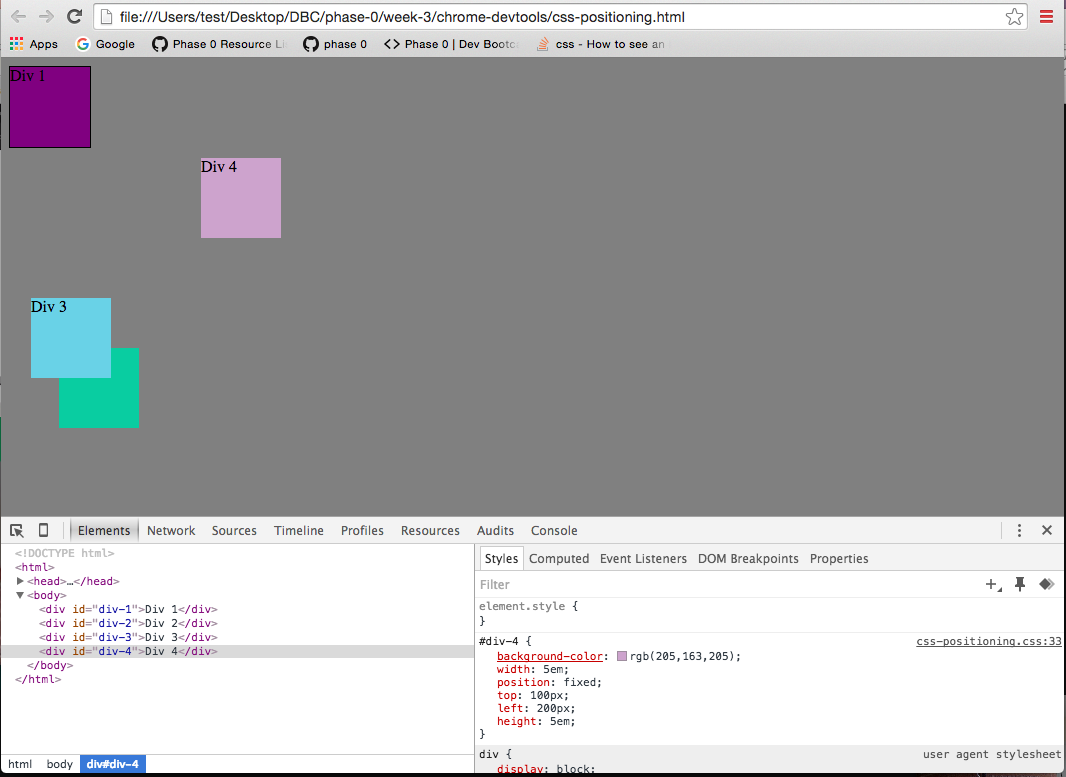 file:///Users/test/Desktop/DBC/phase-0/week-3/chrome-devtools/css-positioning.html
Apps Google Phase 0 Resource Li phase 0 <> Phase 0 | Dev Bootc css - How to see an
Div 1
Div 4
Div 3
Elements Network Sources Timeline Profiles Resources Audits Console
<!DOCTYPE html>
<html>
<head>…</head>
<body>
<div id="div-1">Div 1</div>
<div id="div-2">Div 2</div>
<div id="div-3">Div 3</div>
<div id="div-4">Div 4</div>
</body>
</html>
html body div#div-4
Styles Computed Event Listeners DOM Breakpoints Properties
Filter
element.style {
}
#div-4 { css-positioning.css:33
background-color: rgb(205,163,205);
width: 5em;
position: fixed;
top: 100px;
left: 200px;
height: 5em;
}
div { user agent stylesheet
display: block;